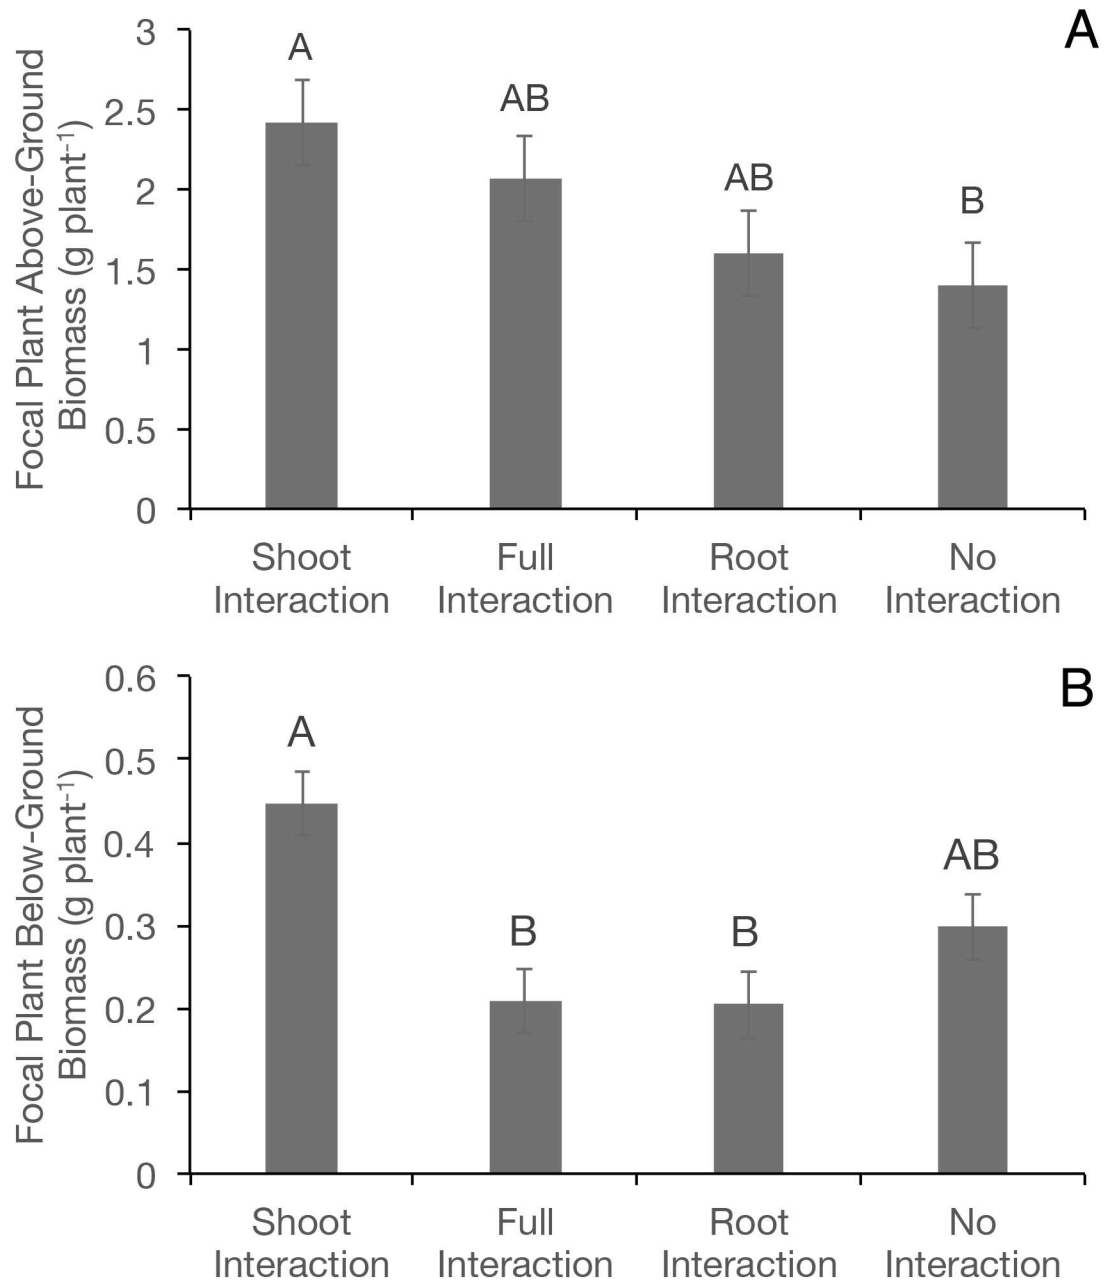 A
Focal Plant Above-Ground
Biomass (g plant⁻¹)
3
2.5
2
1.5
1
0.5
0
A
AB
AB
B
Shoot
Interaction
Full
Interaction
Root
Interaction
No
Interaction
B
Focal Plant Below-Ground
Biomass (g plant⁻¹)
0.6
0.5
0.4
0.3
0.2
0.1
0
A
B
B
AB
Shoot
Interaction
Full
Interaction
Root
Interaction
No
Interaction